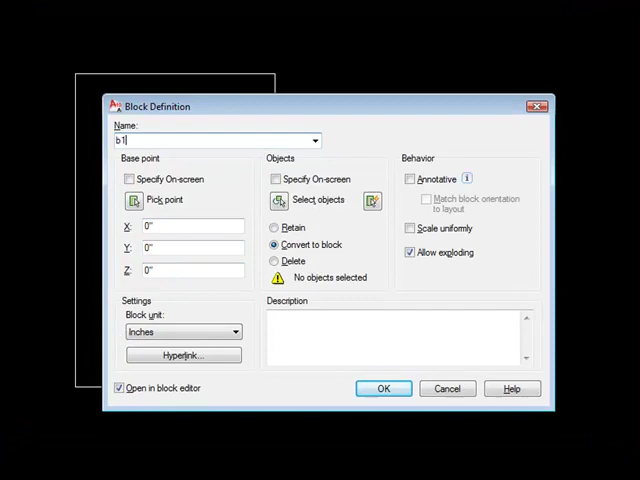 Block Definition
Name:
b1
Base point
Specify On-screen
Pick point
X: 0"
Y: 0"
Z: 0"
Objects
Specify On-screen
Select objects
Retain
Convert to block
Delete
No objects selected
Behavior
Annotative
Match block orientation
to layout
Scale uniformly
Allow exploding
Settings
Block unit:
Inches
Hyperlink...
Description
Open in block editor
OK
Cancel
Help